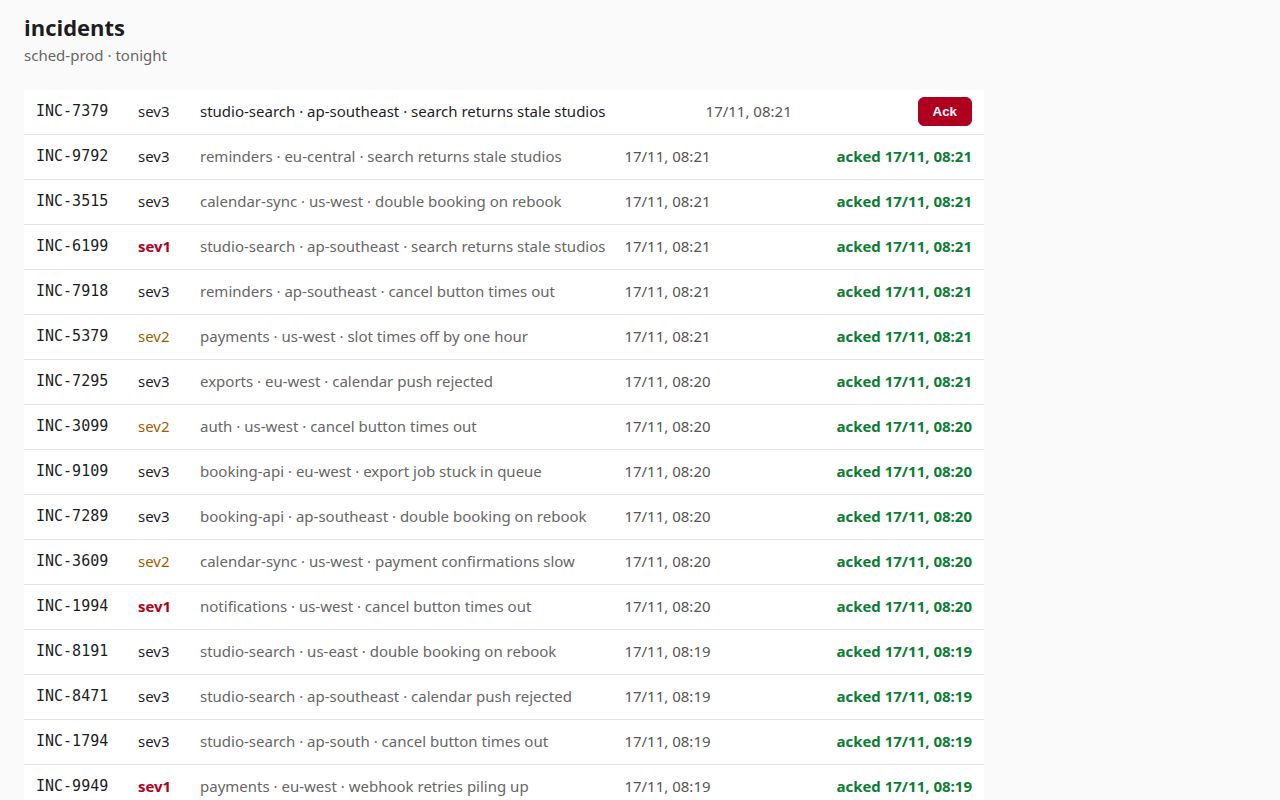 incidents
sched-prod · tonight
INC-7379 sev3 studio-search · ap-southeast · search returns stale studios 17/11, 08:21 Ack
INC-9792 sev3 reminders · eu-central · search returns stale studios 17/11, 08:21 acked 17/11, 08:21
INC-3515 sev3 calendar-sync · us-west · double booking on rebook 17/11, 08:21 acked 17/11, 08:21
INC-6199 sev1 studio-search · ap-southeast · search returns stale studios 17/11, 08:21 acked 17/11, 08:21
INC-7918 sev3 reminders · ap-southeast · cancel button times out 17/11, 08:21 acked 17/11, 08:21
INC-5379 sev2 payments · us-west · slot times off by one hour 17/11, 08:21 acked 17/11, 08:21
INC-7295 sev3 exports · eu-west · calendar push rejected 17/11, 08:20 acked 17/11, 08:21
INC-3099 sev2 auth · us-west · cancel button times out 17/11, 08:20 acked 17/11, 08:20
INC-9109 sev3 booking-api · eu-west · export job stuck in queue 17/11, 08:20 acked 17/11, 08:20
INC-7289 sev3 booking-api · ap-southeast · double booking on rebook 17/11, 08:20 acked 17/11, 08:20
INC-3609 sev2 calendar-sync · us-west · payment confirmations slow 17/11, 08:20 acked 17/11, 08:20
INC-1994 sev1 notifications · us-west · cancel button times out 17/11, 08:20 acked 17/11, 08:20
INC-8191 sev3 studio-search · us-east · double booking on rebook 17/11, 08:19 acked 17/11, 08:19
INC-8471 sev3 studio-search · ap-southeast · calendar push rejected 17/11, 08:19 acked 17/11, 08:19
INC-1794 sev3 studio-search · ap-south · cancel button times out 17/11, 08:19 acked 17/11, 08:19
INC-9949 sev1 payments · eu-west · webhook retries piling up 17/11, 08:19 acked 17/11, 08:19